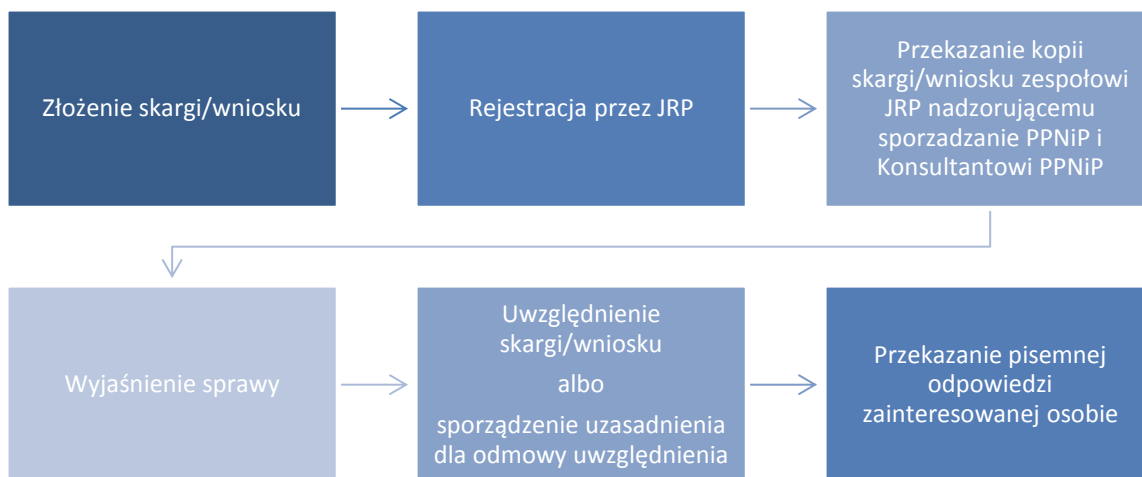 Złożenie skargi/wniosku
Rejestracja przez JRP
Przekazanie kopii
skargi/wniosku zespołowi
JRP nadzorującemu
sporzadzanie PPNiP i
Konsultantowi PPNiP
Wyjaśnienie sprawy
Uwzględnienie
skargi/wniosku
albo
sporządzenie uzasadnienia
dla odmowy uwzględnienia
Przekazanie pisemnej
odpowiedzi
zainteresowanej osobie